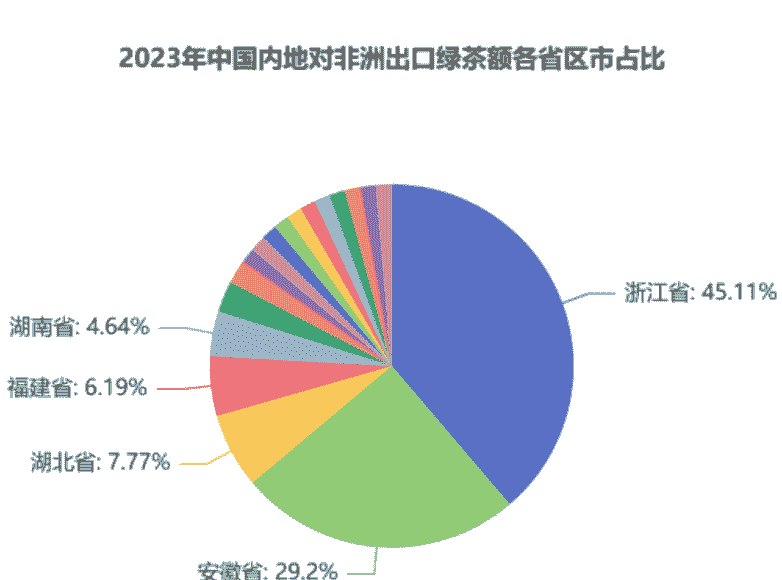 2023年中国内地对非洲出口绿茶额各省区市占比
浙江省: 45.11%
湖南省: 4.64%
福建省: 6.19%
湖北省: 7.77%
安徽省: 29.2%